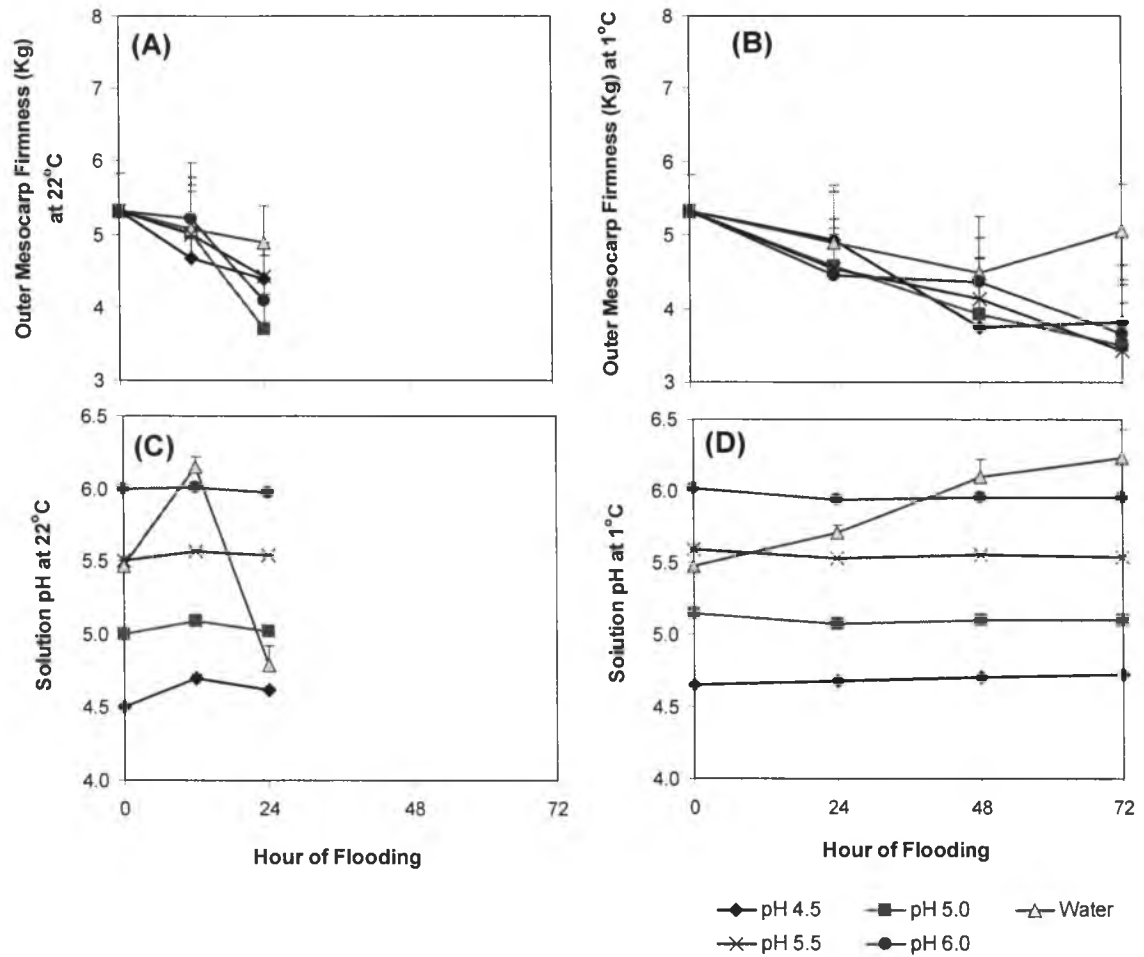 (A)
Outer Mesocarp Firmness (Kg)
at 22°C
8
7
6
5
4
3
(B)
Outer Mesocarp Firmness (Kg) at 1°C
8
7
6
5
4
3
(C)
Solution pH at 22°C
6.5
6.0
5.5
5.0
4.5
4.0
0 24 48 72
Hour of Flooding
(D)
Solution pH at 1°C
6.5
6.0
5.5
5.0
4.5
4.0
0 24 48 72
Hour of Flooding
pH 4.5 pH 5.0 Water
pH 5.5 pH 6.0